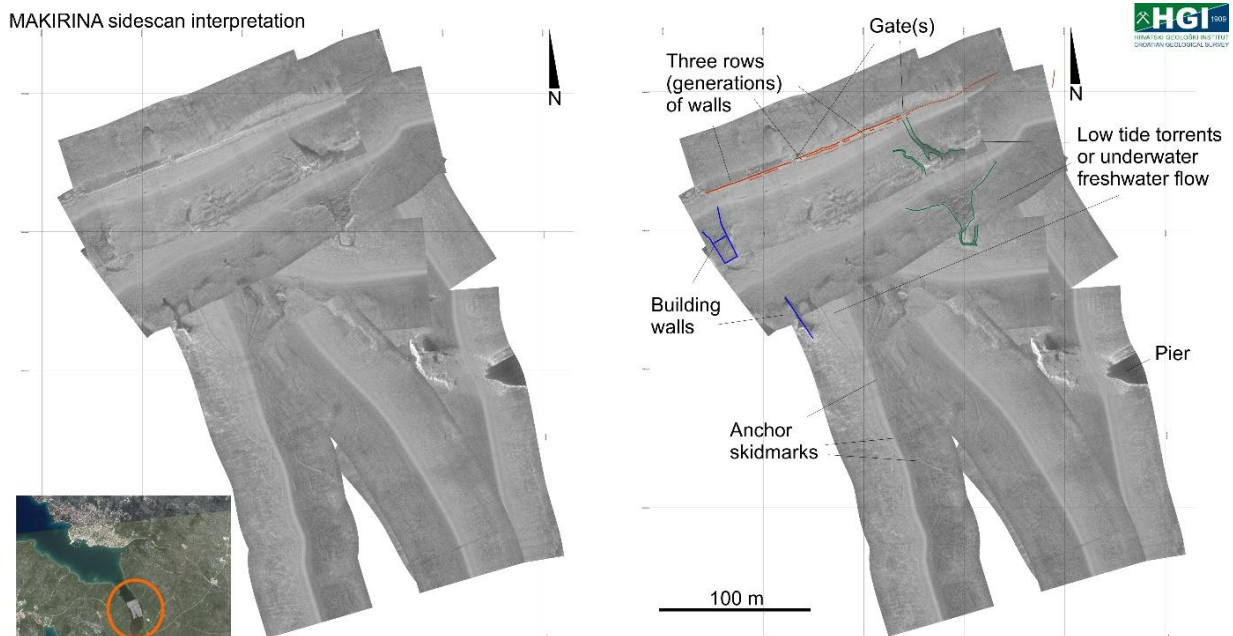 MAKIRINA sidescan interpretation
N
HGI 1909
HRVATSKI GEOLOŠKI INSTITUT
CROATIAN GEOLOGICAL SURVEY
Gate(s)
Three rows
(generations)
of walls
N
Low tide torrents
or underwater
freshwater flow
Building
walls
Pier
Anchor
skidmarks
100 m